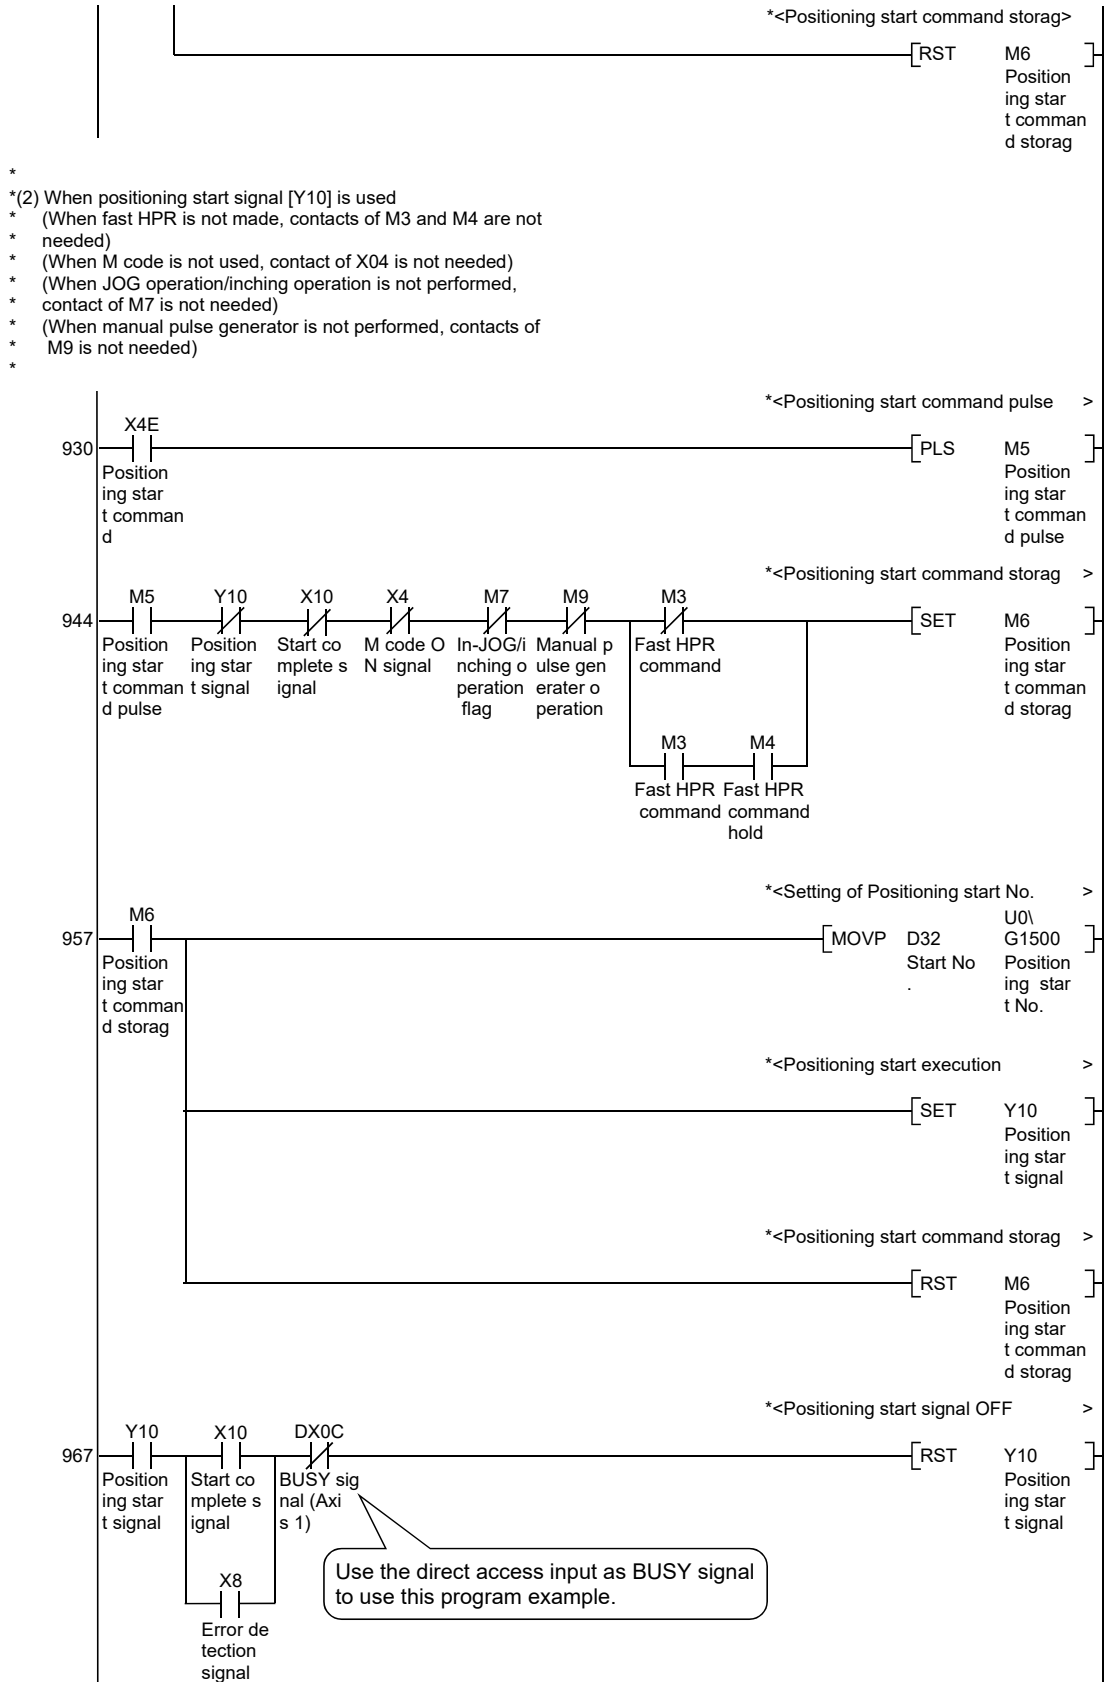 *<Positioning start command storag>
RST M6
Position
ing star
t comman
d storag
*
*(2) When positioning start signal [Y10] is used
* (When fast HPR is not made, contacts of M3 and M4 are not
* needed)
* (When M code is not used, contact of X04 is not needed)
* (When JOG operation/inching operation is not performed,
* contact of M7 is not needed)
* (When manual pulse generator is not performed, contacts of
* M9 is not needed)
*
*<Positioning start command pulse >
X4E
930 PLS M5
Position
ing star
t comman
d
Position
ing star
t comman
d pulse
*<Positioning start command storag >
M5 Y10 X10 X4 M7 M9 M3
944 SET M6
Position
ing star
t comman
d pulse
Position
ing star
t signal
Start co
mplete s
ignal
M code O
N signal
In-JOG/i
nching o
peration
flag
Manual p
ulse gen
erater o
peration
Fast HPR
command
Position
ing star
t comman
d storag
M3 M4
Fast HPR
command
Fast HPR
command
hold
*<Setting of Positioning start No. >
M6
957 MOVP D32 U0\
G1500
Position
ing star
t comman
d storag
Start No
.
Position
ing star
t No.
*<Positioning start execution >
SET Y10
Position
ing star
t signal
*<Positioning start command storag >
RST M6
Position
ing star
t comman
d storag
*<Positioning start signal OFF >
Y10 X10 DX0C
967 RST Y10
Position
ing star
t signal
Start co
mplete s
ignal
BUSY sig
nal (Axi
s 1)
Position
ing star
t signal
Use the direct access input as BUSY signal
to use this program example.
X8
Error de
tection
signal